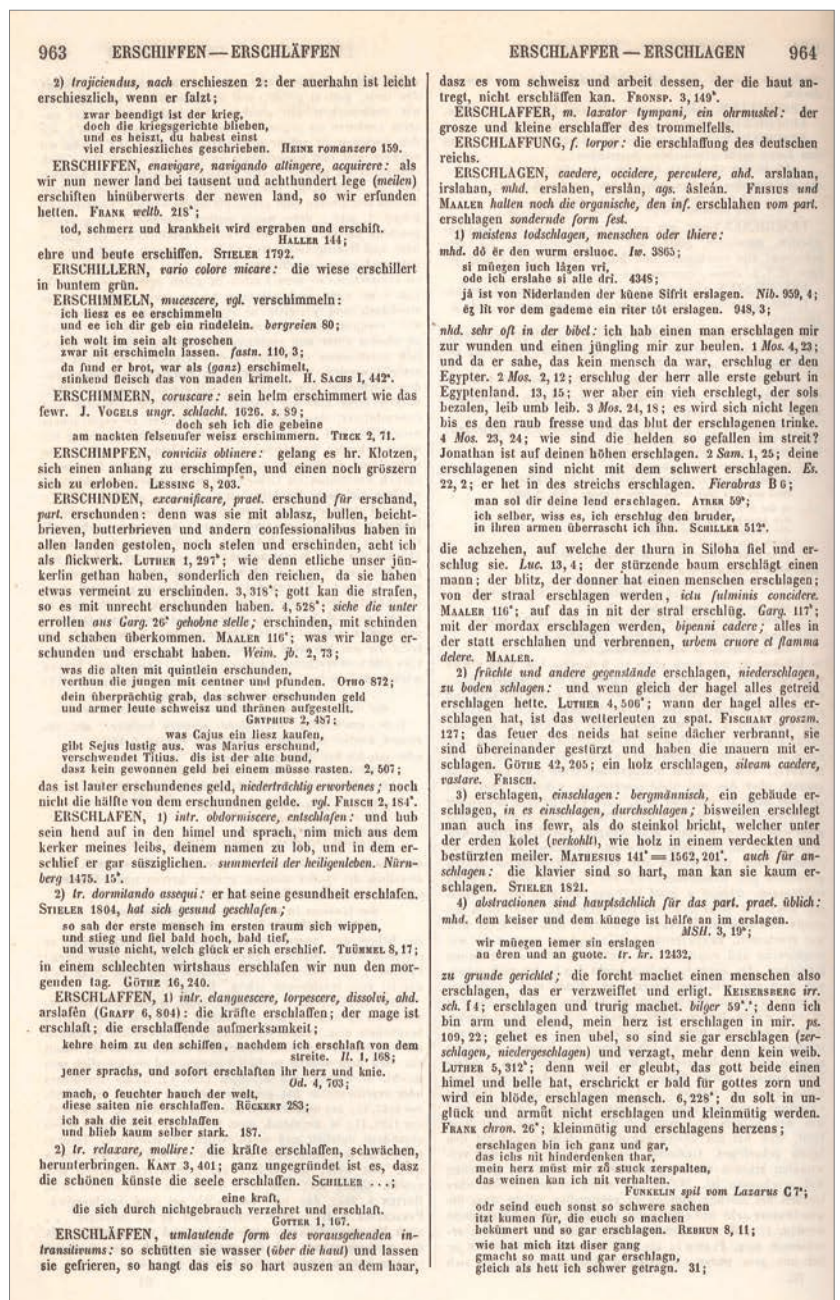 963 ERSCHIFFEN — ERSCHLÄFFEN
ERSCHLAFFER — ERSCHLAGEN 964
2) trajiciendus, nach erschieszen 2: der auerhahn ist leicht
erschieszlich, wenn er falzt;
zwar beendigt ist der krieg,
doch die kriegsgerichte blieben,
und es heiszt, du habest einst
viel erschieszliches geschrieben. HEINE romanzero 159.
ERSCHIFFEN, enavigare, navigando attingere, acquirere: als
wir nun newer land bei tausent und achthundert lege (meilen)
erschiften hinüberwerts der newen land, so wir erfunden
hetten. FRANK weltb. 218ᵃ;
tod, schmerz und krankheit wird ergraben und erschift.
HALLER 144;
ehre und beute erschiffen. STIELER 1792.
ERSCHILLERN, vario colore micare: die wiese erschillert
in buntem grün.
ERSCHIMMELN, mucescere, vgl. verschimmeln:
ich liesz es ee erschimmeln
und ee ich dir geb ein rindelein. bergreien 80;
ich wolt im sein alt groschen
zwar nit erschimeln lassen. fastn. 110, 3;
da fund er brot, war als (ganz) erschimelt,
stinkend fleisch das von maden krimelt. H. SACHS I, 442ᵃ.
ERSCHIMMERN, coruscare: sein helm erschimmert wie das
fewr. J. VOGELS ungr. schlacht. 1626. s. 89;
doch seh ich die gebeine
am nackten felsenufer weisz erschimmern. TIECK 2, 71.
ERSCHIMPFEN, conviciis obtinere: gelang es hr. Klotzen,
sich einen anhang zu erschimpfen, und einen noch gröszern
sich zu erloben. LESSING 8, 203.
ERSCHINDEN, excarnificare, praet. erschund für erschand,
part. erschunden: denn was sie mit ablasz, bullen, beicht-
brieven, butterbrieven und andern confessionalibus haben in
allen landen gestolen, noch stelen und erschinden, acht ich
als flickwerk. LUTHER 1, 297ᵇ; wie denn etliche unser jün-
kerlin gethan haben, sonderlich den reichen, da sie haben
etwas vermeint zu erschinden. 3, 318ᵇ; gott kan die strafen,
so es mit unrecht erschunden haben. 4, 528ᵇ; siehe die unter
errollen aus Garg. 26ᵃ gehobne stelle; erschinden, mit schinden
und schaben überkommen. MAALER 116ᶜ; was wir lange er-
schunden und erschabt haben. Weim. jb. 2, 73;
was die alten mit quintlein erschunden,
verthun die jungen mit centner und pfunden. OTHO 872;
dein überprächtig grab, das schwer erschunden geld
und armer leute schweisz und thränen aufgestellt.
GRYPHIUS 2, 487;
was Cajus ein liesz kaufen,
gibt Sejus lustig aus. was Marius erschund,
verschwendet Titius. dis ist der alte bund,
dasz kein gewonnen geld bei einem müsse rasten. 2, 507;
das ist lauter erschundenes geld, niederträchtig erworbenes; noch
nicht die hälfte von dem erschundnen gelde. vgl. FRISCH 2, 184ᵇ.
ERSCHLAFEN, 1) intr. obdormiscere, entschlafen: und hub
sein hend auf in den himel und sprach, nim mich aus dem
kerker meines leibs, deinem namen zu lob, und in dem er-
schlief er gar süsziglichen. summerteil der heiligenleben. Nürn-
berg 1475. 15ᵃ.
2) tr. dormitando assequi: er hat seine gesundheit erschlafen.
STIELER 1804, hat sich gesund geschlafen;
so sah der erste mensch im ersten traum sich wippen,
und stieg und fiel bald hoch, bald tief,
und wuste nicht, welch glück er sich erschlief. THÜMMEL 8, 17;
in einem schlechten wirtshaus erschlafen wir nun den mor-
genden tag. GÖTHE 16, 240.
ERSCHLAFFEN, 1) intr. elanguescere, torpescere, dissolvi, ahd.
arslafên (GRAFF 6, 804): die kräfte erschlaffen; der mage ist
erschlaft; die erschlaffende aufmerksamkeit;
kehre heim zu den schiffen, nachdem ich erschlaft von dem
streite. Il. 1, 168;
jener sprachs, und sofort erschlaften ihr herz und knie.
Od. 4, 703;
mach, o feuchter hauch der welt,
diese saiten nie erschlaffen. RÜCKERT 283;
ich sah die zeit erschlaffen
und blieb kaum selber stark. 187.
2) tr. relaxare, mollire: die kräfte erschlaffen, schwächen,
herunterbringen. KANT 3, 401; ganz ungegründet ist es, dasz
die schönen künste die seele erschlaffen. SCHILLER ...;
eine kraft,
die sich durch nichtgebrauch verzehret und erschlaft.
GOTTER 1, 167.
ERSCHLÄFFEN, umlautende form des vorausgehenden in-
transitivums: so schütten sie wasser (über die haut) und lassen
sie gefrieren, so hangt das eis so hart auszen an dem haar,
dasz es vom schweisz und arbeit dessen, der die haut an-
tregt, nicht erschläffen kan. FRONSP. 3, 149ᵇ.
ERSCHLAFFER, m. laxator tympani, ein ohrmuskel: der
grosze und kleine erschlaffer des trommelfells.
ERSCHLAFFUNG, f. torpor: die erschlaffung des deutschen
reichs.
ERSCHLAGEN, caedere, occidere, percutere, ahd. arslahan,
irslahan, mhd. erslahen, erslân, ags. âsleán. FRISIUS und
MAALER halten noch die organische, den inf. erschlahen vom part.
erschlagen sondernde form fest.
1) meistens todschlagen, menschen oder thiere:
mhd. dô ër den wurm ersluoc. Iw. 3865;
si müeʒen iuch lâʒen vri,
ode ich erslahe si alle dri. 4348;
jâ ist von Niderlanden der küene Sifrit erslagen. Nib. 959, 4;
ëʒ lît vor dem gademe ein riter tôt erslagen. 948, 3;
nhd. sehr oft in der bibel: ich hab einen man erschlagen mir
zur wunden und einen jüngling mir zur beulen. 1 Mos. 4, 23;
und da er sahe, das gein mensch da war, erschlug er den
Egypter. 2 Mos. 2, 12; erschlug der herr alle erste geburt in
Egyptenland. 13, 15; wer aber ein vieh erschlegt, der sols
bezalen, leib umb leib. 3 Mos. 24, 18; es wird sich nicht legen
bis es den raub fresse und das blut der erschlagenen trinke.
4 Mos. 23, 24; wie sind die helden so gefallen im streit?
Jonathan ist auf deinen höhen erschlagen. 2 Sam. 1, 25; deine
erschlagenen sind nicht mit dem schwert erschlagen. Es.
22, 2; er het in des streichs erschlagen. Fierabras B 6;
man sol dir deine lend erschlagen. AYRER 59ᵃ;
ich selber, wiss es, ich erschlug den bruder,
in ihren armen überrascht ich ihn. SCHILLER 512ᵃ.
die achzehen, auf welche der thurn in Siloha fiel und er-
schlug sie. Luc. 13, 4; der stürzende baum erschlägt einen
mann; der blitz, der donner hat einen menschen erschlagen;
von der straal erschlagen werden, ictu fulminis concidere.
MAALER 116ᵇ; auf das in nit der stral erschlüg. Garg. 117ᵇ;
mit der mordax erschlagen werden, bipenni cadere; alles in
der statt erschlahen und verbrennen, urbem cruore et flamma
delere. MAALER.
2) früchte und andere gegenstände erschlagen, niederschlagen,
zu boden schlagen: und wenn gleich der hagel alles getreid
erschlagen hette. LUTHER 4, 506ᵇ; wann der hagel alles er-
schlagen hat, ist das wetterleuten zu spat. FISCHART groszm.
127; das feuer des neids hat seine dächer verbrannt, sie
sind übereinander gestürzt und haben die mauern mit er-
schlagen. GÖTHE 42, 205; ein holz erschlagen, silvam caedere,
vastare. FRISCH.
3) erschlagen, einschlagen: bergmännisch, ein gebäude er-
schlagen, in es einschlagen, durchschlagen; bisweilen erschlegt
man auch ins fewr, als do steinkol bricht, welcher unter
der erden kolet (verkohlt), wie holz in einem verdeckten und
bestürzten meiler. MATHESIUS 141ᵇ = 1562, 201ᵃ. auch für an-
schlagen: die klavier sind so hart, man kan sie kaum er-
schlagen. STIELER 1821.
4) abstractionen sind hauptsächlich für das part. praet. üblich:
mhd. dem keiser und dem künege ist hëlfe an im erslagen.
MSH. 3, 19ᵃ;
wir müeʒen iemer sin erslagen
an êren und an guote. tr. kr. 12432,
zu grunde gerichtet; die forcht machet einen menschen also
erschlagen, das er verzweiflet und erligt. KEISERSBERG irr.
sch. f4; erschlagen und trurig machet. bilger 59; denn ich
bin arm und elend, mein herz ist erschlagen in mir. ps.
109, 22; gehet es inen ubel, so sind sie gar erschlagen (zer-
schlagen, niedergeschlagen) und verzagt, mehr denn kein weib.
LUTHER 5, 312ᵇ; denn weil er gleubt, das gott beide einen
himel und helle hat, erschrickt er bald für gottes zorn und
wird ein blöde, erschlagen mensch. 6, 228ᵃ; du solt in un-
glück und armůt nicht erschlagen und kleinmütig werden.
FRANK chron. 26ᵃ; kleinmütig und erschlagens herzens;
erschlagen bin ich ganz und gar,
das ichs nit hinderdenken thar,
mein herz müst mir zů stuck zerspalten,
das weinen kan ich nit verhalten.
FUNKELIN spil vom Lazarus C 7ᵃ;
odr seind euch sonst so schwere sachen
itzt kumen für, die euch so machen
bekümert und so gar erschlagen. REBHUN 8, 11;
wie hat mich itzt diser gang
gmacht so matt und gar erschlagn,
gleich als hett ich schwer getragn. 31;